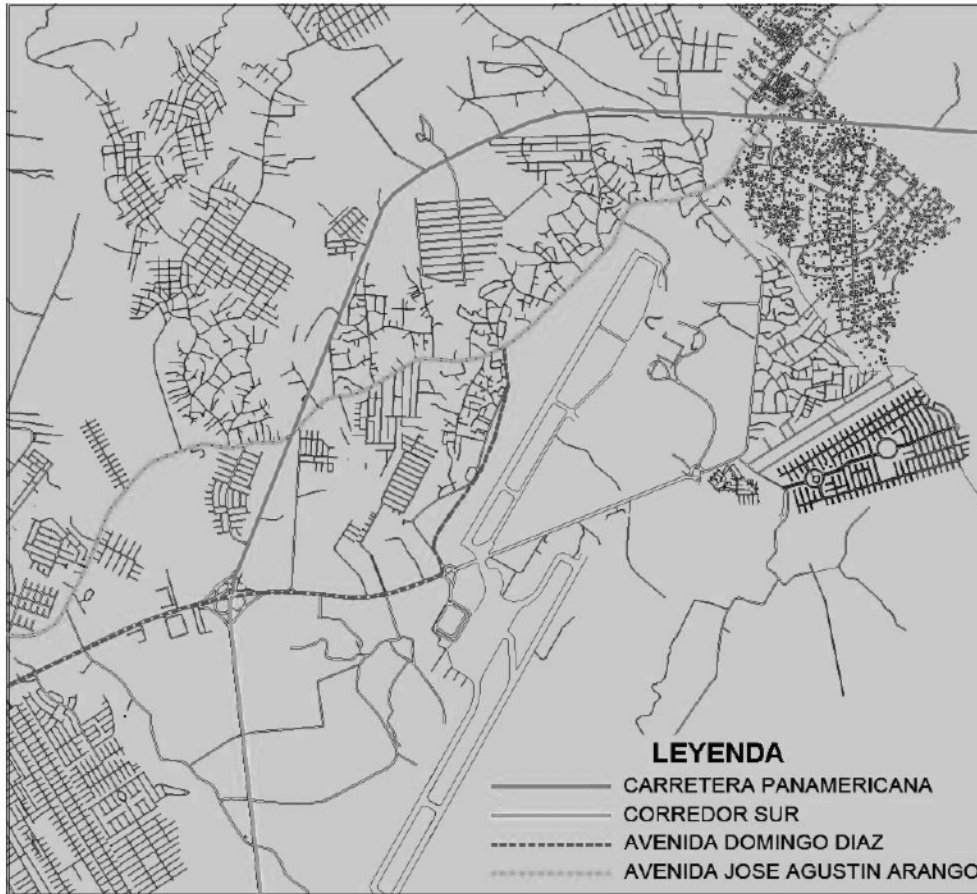 LEYENDA
CARRETERA PANAMERICANA
CORREDOR SUR
AVENIDA DOMINGO DIAZ
AVENIDA JOSE AGUSTIN ARANGO